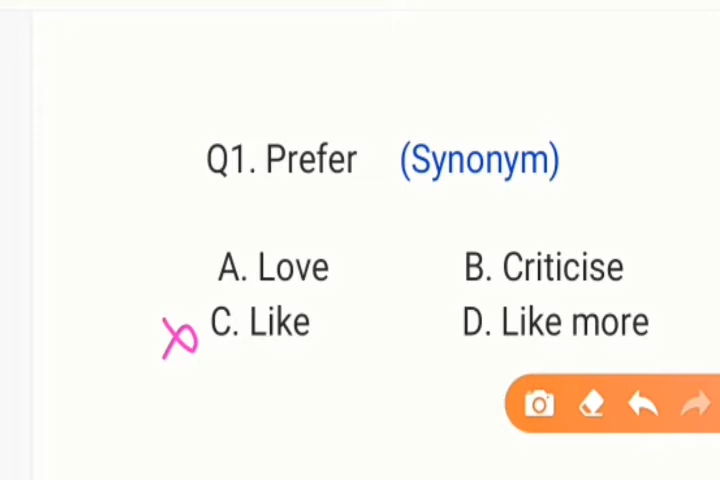 Q1. Prefer (Synonym)
A. Love B. Criticise
C. Like D. Like more